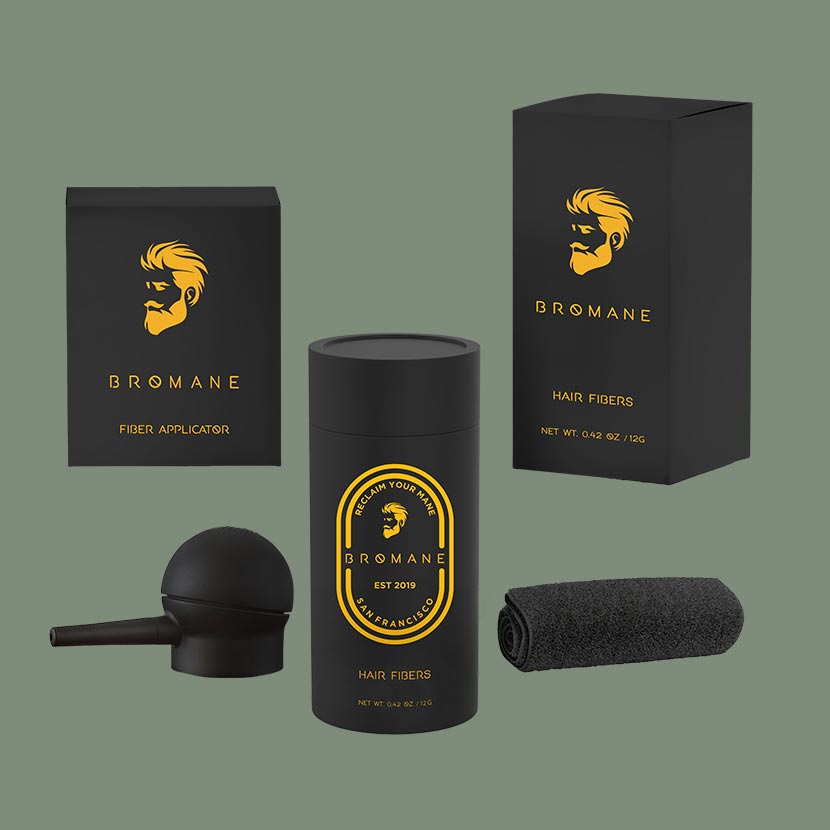 BROMANE
FIBER APPLICATOR
BROMANE
HAIR FIBERS
NET WT. 0.42 OZ / 12G
RECLAIM YOUR MANE
BROMANE
EST 2019
SAN FRANCISCO
HAIR FIBERS
NET WT. 0.42 OZ / 12G